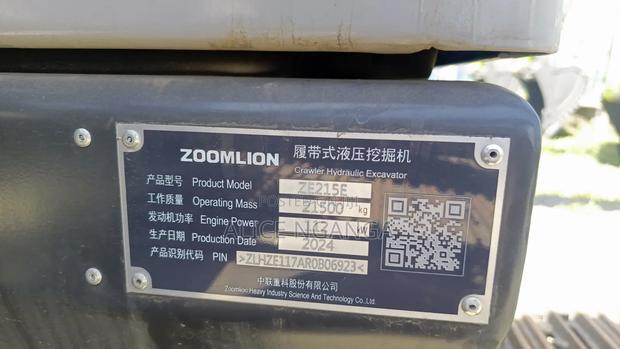 ZOOMLION 履带式液压挖掘机
Crawler Hydraulic Excavator
产品型号 Product Model ZE215E
工作质量 Operating Mass 21500 kg
发动机功率 Engine Power kW
生产日期 Production Date 2024
产品识别代码 PIN >ZLHZE117AR0B06923<
中联重科股份有限公司
Zoomlion Heavy Industry Science And Technology Co., Ltd.
ALICE NGANGA